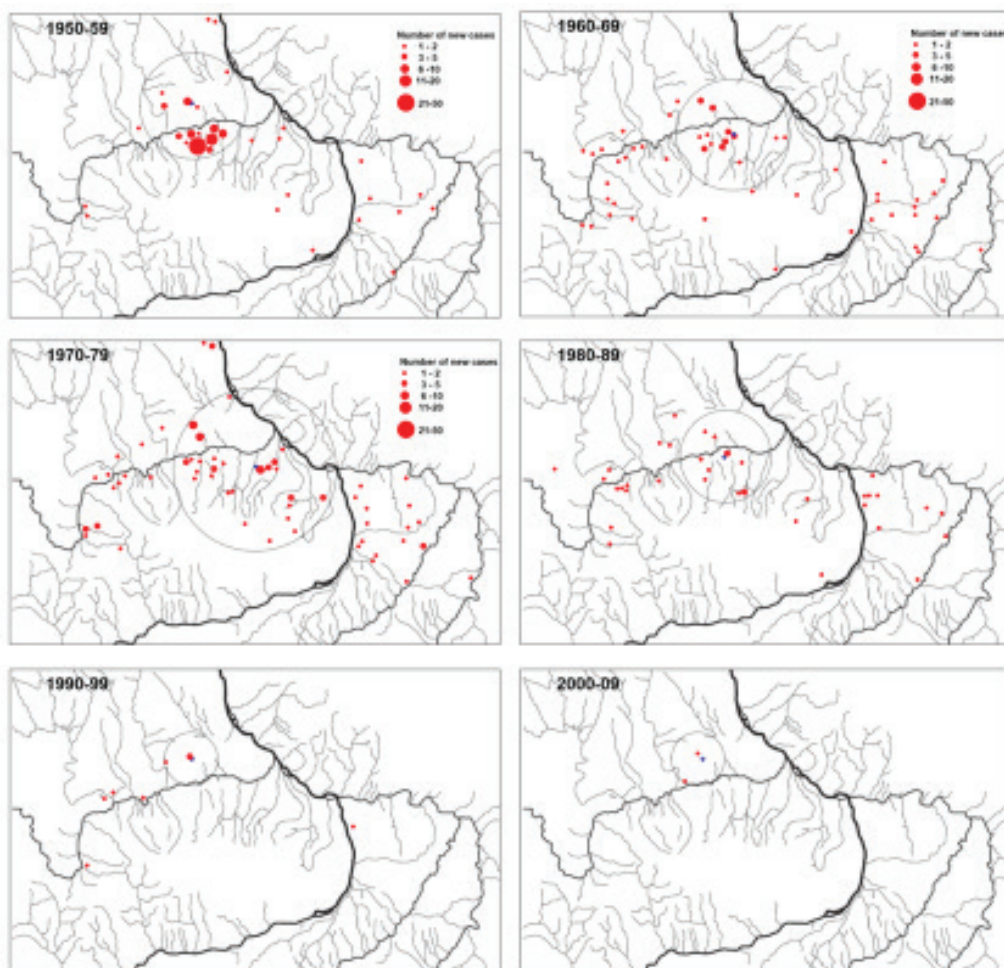 1950-59
Number of new cases
1 - 2
3 - 5
6 -10
11-20
21-50
1960-69
Number of new cases
1 - 2
3 - 5
6 -10
11-20
21-50
1970-79
Number of new cases
1 - 2
3 - 5
6 -10
11-20
21-50
1980-89
1990-99
2000-09